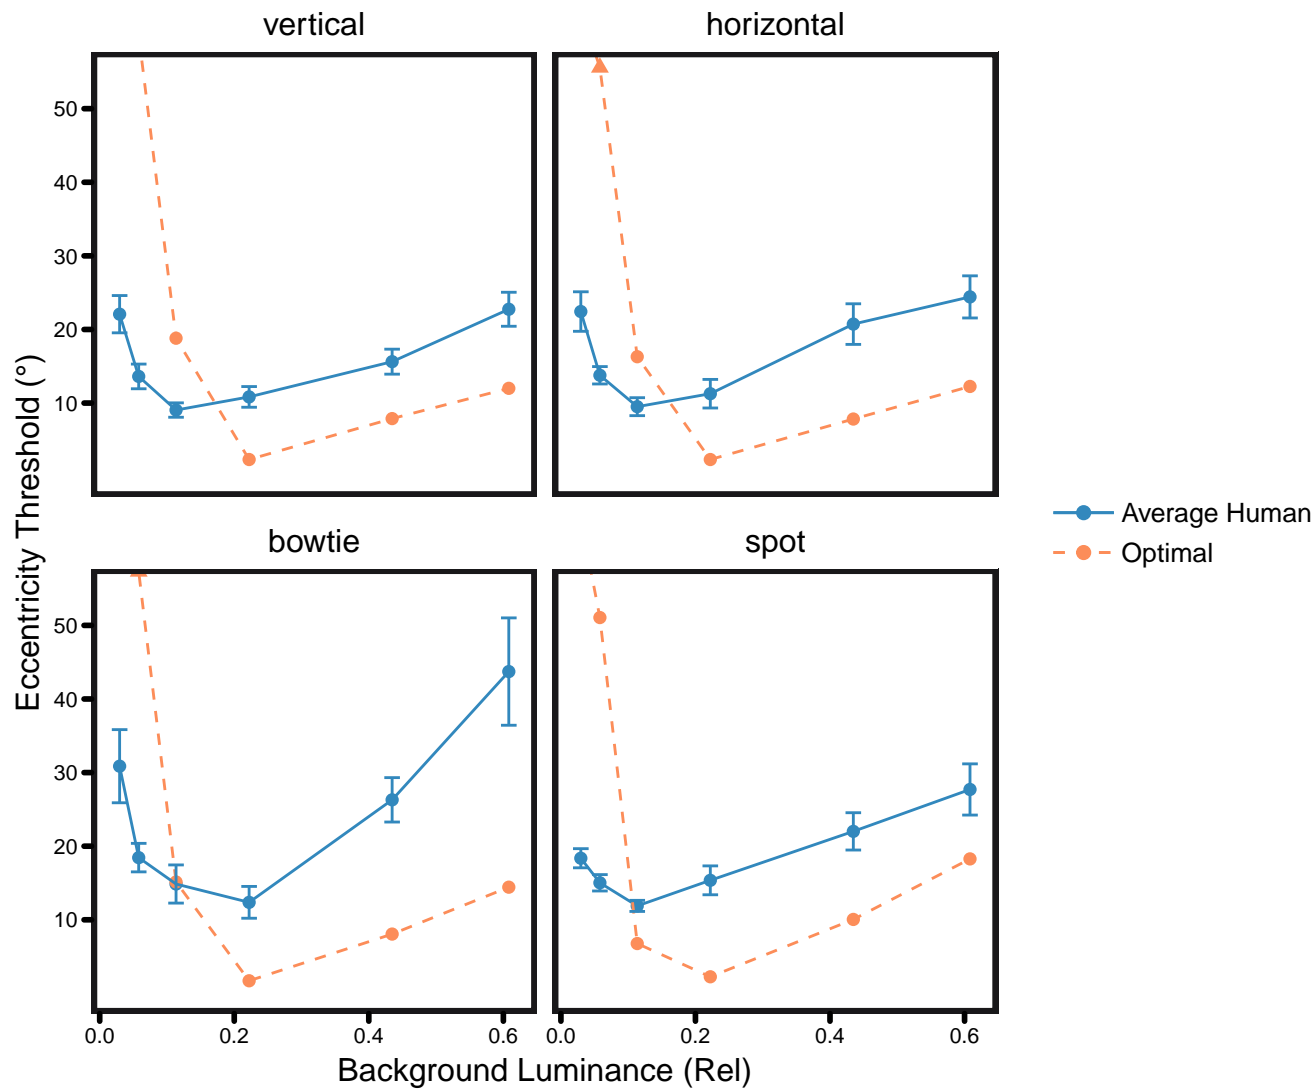 vertical
horizontal
50
40
30
20
10
bowtie
spot
50
40
30
20
10
0.0
0.2
0.4
0.6
0.0
0.2
0.4
0.6
Background Luminance (Rel)
Eccentricity Threshold (°)
Average Human
Optimal